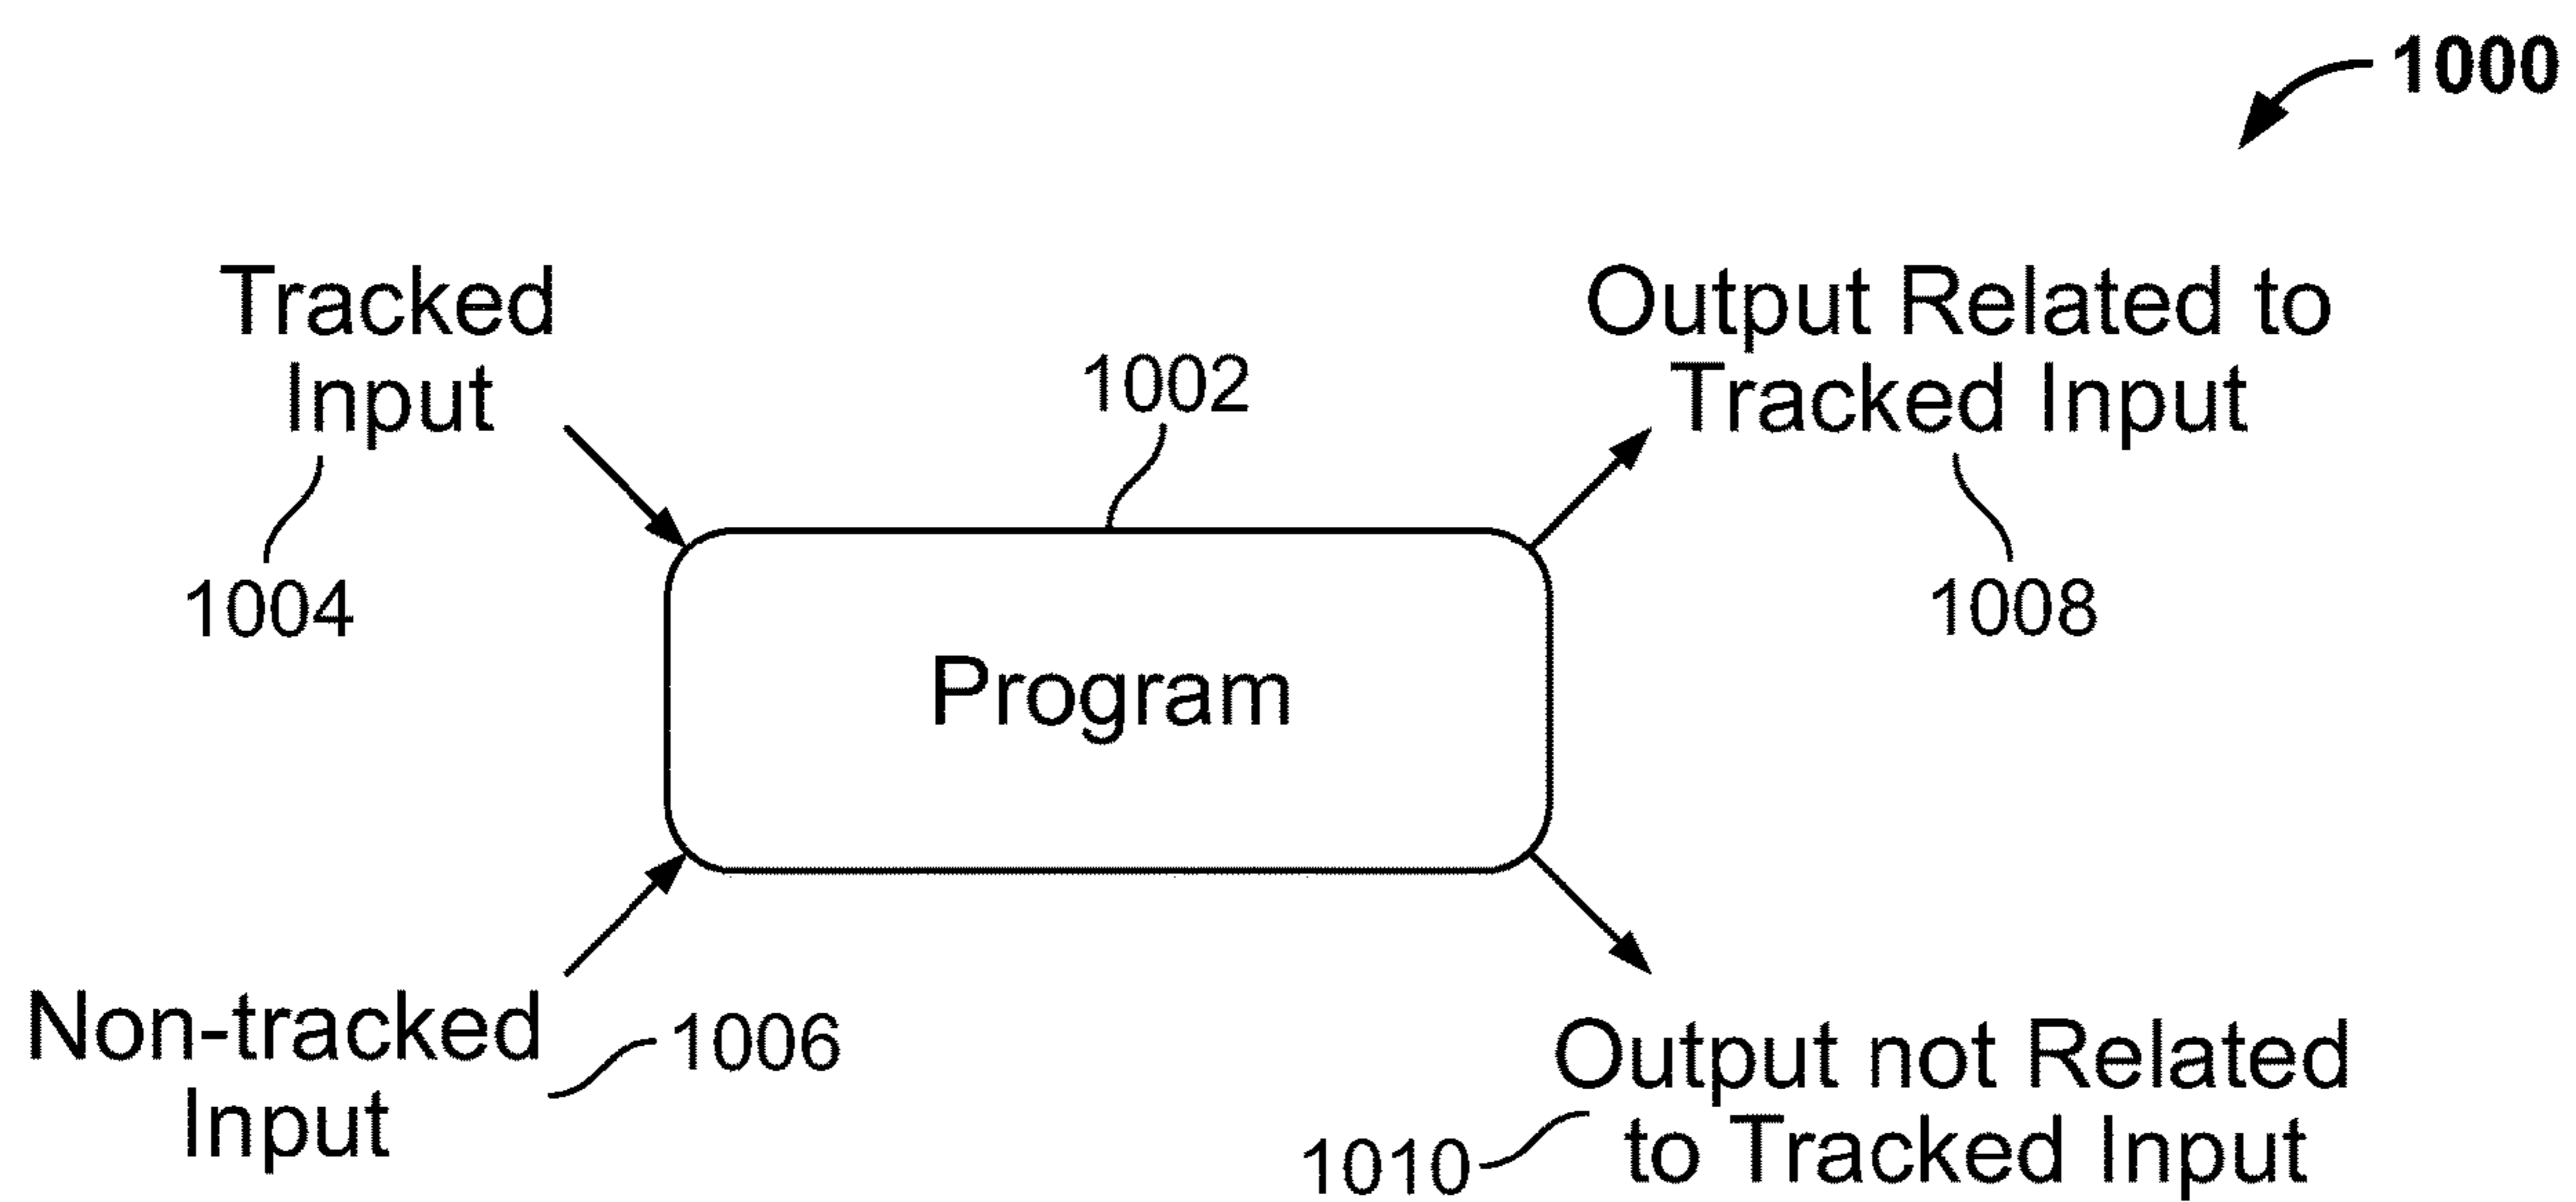 1000
Tracked
Input
1004
1002
Output Related to
Tracked Input
1008
Program
Non-tracked
Input
1006
Output not Related
to Tracked Input
1010